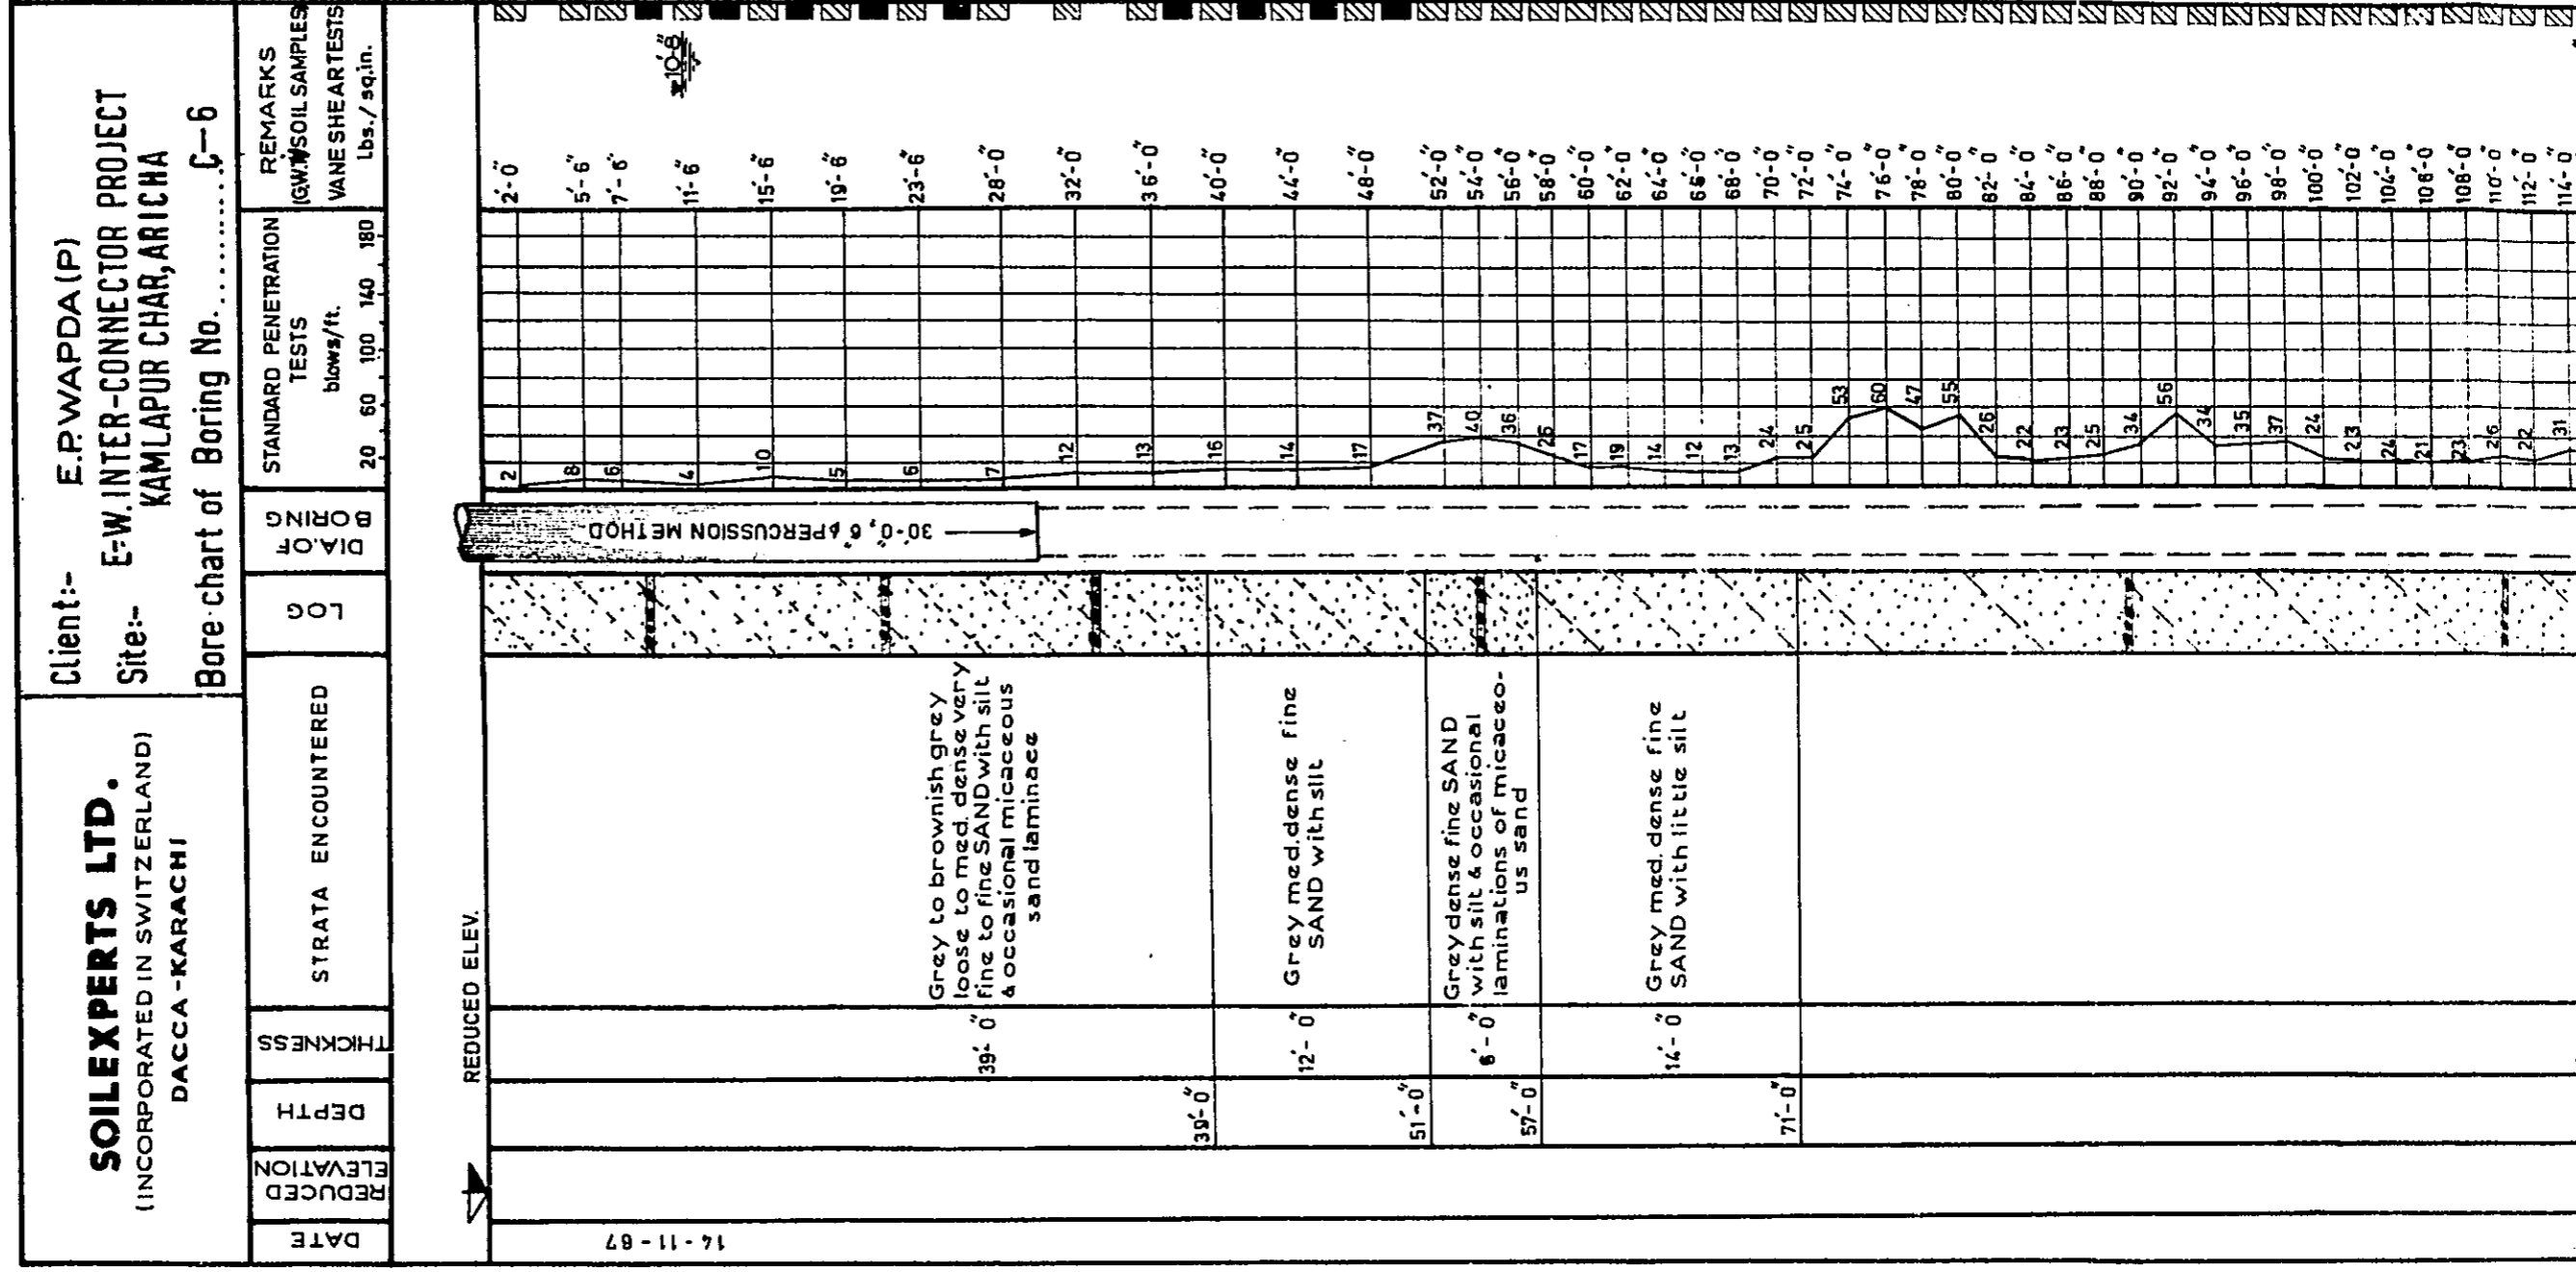 SOILEXPERTS LTD.
(INCORPORATED IN SWITZERLAND)
DACCA-KARACHI
Client:- E.P.WAPDA(P)
Site:- E-W.INTER-CONNECTOR PROJECT
KAMLAPUR CHAR,ARICHA
Bore chart of Boring No..........C-6
DATE
REDUCED ELEVATION
DEPTH
THICKNESS
STRATA ENCOUNTERED
LOG
DIA.OF BORING
STANDARD PENETRATION
TESTS
blows/ft.
20 60 100 140 180
REMARKS
(G.W.T/SOIL SAMPLES
VANE SHEAR TESTS
Lbs./sq.in.
REDUCED ELEV.
14-11-67
30'-0", 6"φ PERCUSSION METHOD
10'-8"
39'-0"
Grey to brownish grey
loose to med. dense very
fine to fine SAND with silt
& occasional micaceous
sand laminaee
39'-0"
12'-0"
Grey med.dense fine
SAND with silt
51'-0"
6'-0"
Grey dense fine SAND
with silt & occasional
laminations of micaceo-
us sand
57'-0"
14'-0"
Grey med.dense fine
SAND with little silt
71'-0"
2 2'-0"
8 5'-6"
6 7'-6"
4 11'-6"
10 15'-6"
5 19'-6"
6 23'-6"
7 28'-0"
12 32'-0"
13 36'-0"
16 40'-0"
14 44'-0"
17 48'-0"
37 52'-0"
40 54'-0"
36 56'-0"
26 58'-0"
17 60'-0"
19 62'-0"
14 64'-0"
12 66'-0"
13 68'-0"
24 70'-0"
25 72'-0"
53 74'-0"
60 76'-0"
47 78'-0"
55 80'-0"
26 82'-0"
22 84'-0"
23 86'-0"
25 88'-0"
34 90'-0"
56 92'-0"
34 94'-0"
35 96'-0"
37 98'-0"
24 100'-0"
23 102'-0"
24 104'-0"
21 106'-0"
23 108'-0"
26 110'-0"
22 112'-0"
31 114'-0